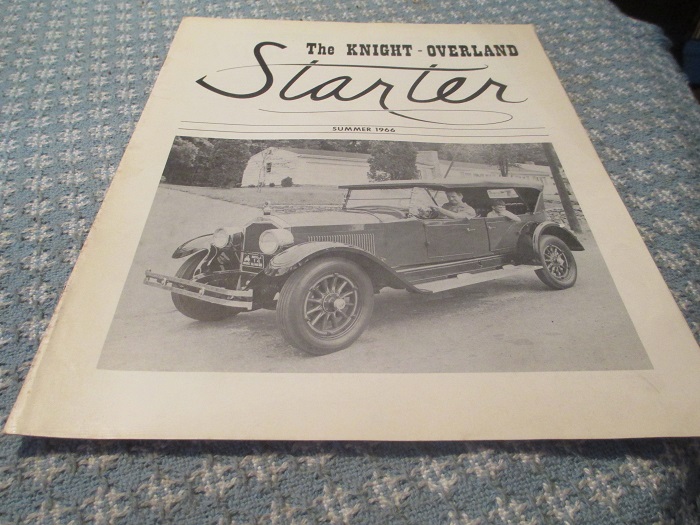 The KNIGHT-OVERLAND
Starter
SUMMER 1966